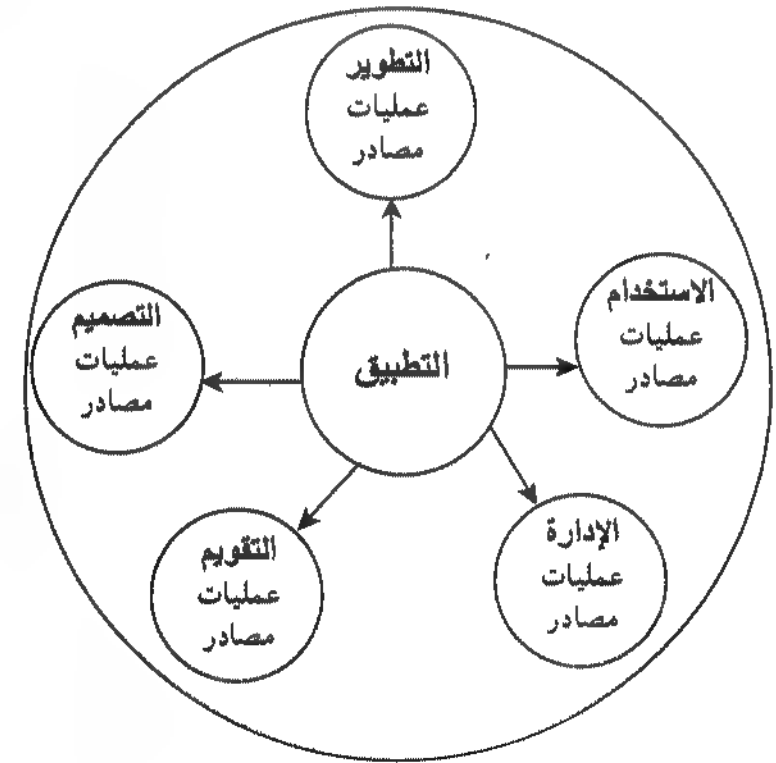 التطوير
عمليات
مصادر
الاستخدام
عمليات
مصادر
التصميم
عمليات
مصادر
التطبيق
الإدارة
عمليات
مصادر
التقويم
عمليات
مصادر